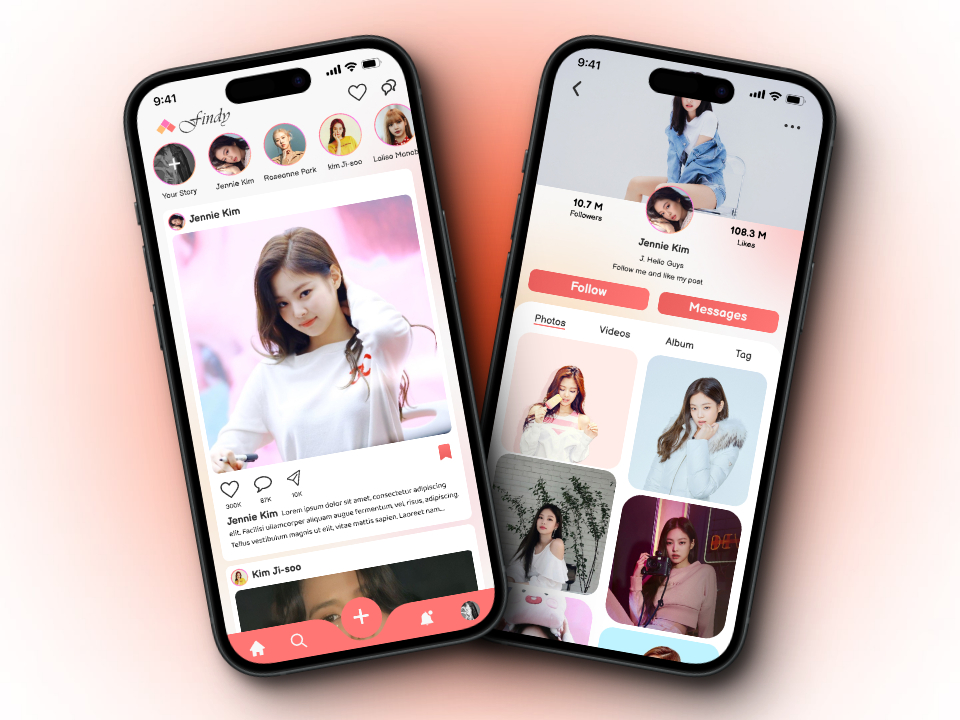 9:41
Findy
Your Story
Jennie Kim
Roseanne Park
kim Ji-soo
Lalisa Manob
Jennie Kim
300K
87K
10K
Jennie Kim Lorem ipsum dolor sit amet, consectetur adipiscing
elit. Facilisi ullamcorper aliquam augue fermentum, vel risus, adipiscing.
Tellus vestibulum magnis ut elit, vitae mattis sapien. Laoreet nam...
Kim Ji-soo
9:41
10.7 M
Followers
108.3 M
Likes
Jennie Kim
J. Hello Guys
Follow me and like my post
Follow
Messages
Photos
Videos
Album
Tag